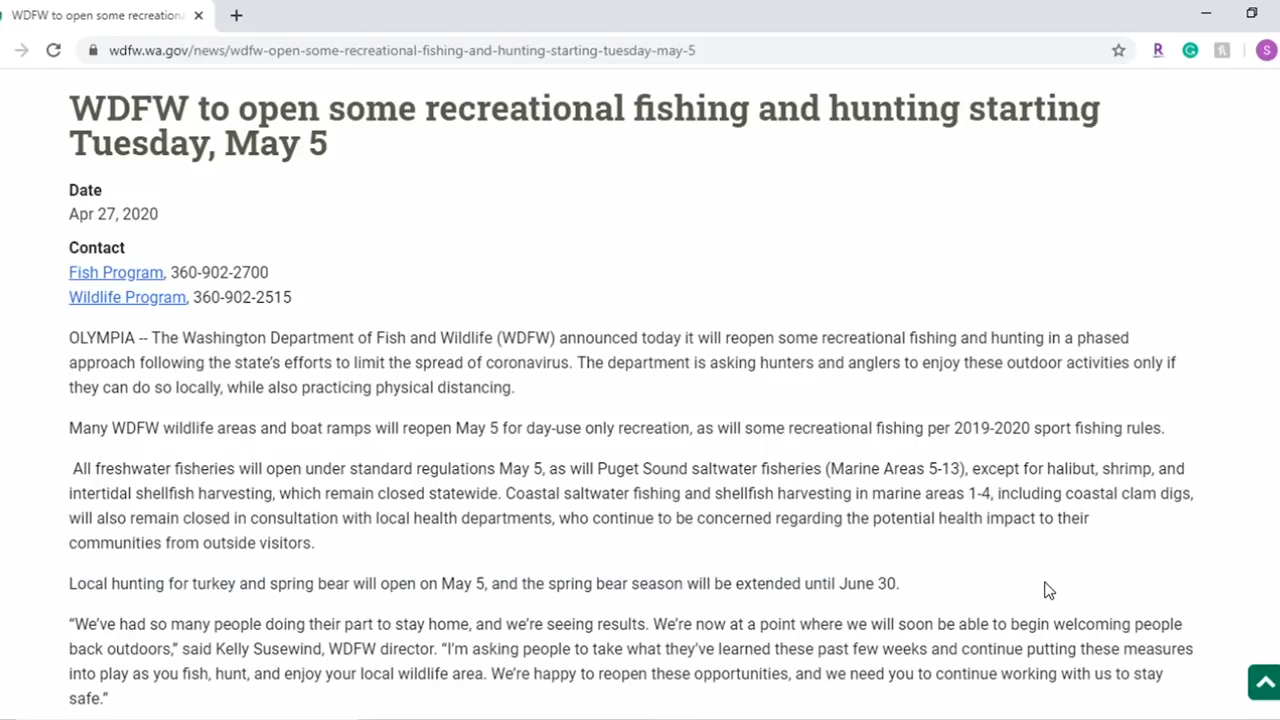 WDFW to open some recreationa
wdfw.wa.gov/news/wdfw-open-some-recreational-fishing-and-hunting-starting-tuesday-may-5
R
S
WDFW to open some recreational fishing and hunting starting
Tuesday, May 5
Date
Apr 27, 2020
Contact
Fish Program, 360-902-2700
Wildlife Program, 360-902-2515
OLYMPIA -- The Washington Department of Fish and Wildlife (WDFW) announced today it will reopen some recreational fishing and hunting in a phased
approach following the state’s efforts to limit the spread of coronavirus. The department is asking hunters and anglers to enjoy these outdoor activities only if
they can do so locally, while also practicing physical distancing.
Many WDFW wildlife areas and boat ramps will reopen May 5 for day-use only recreation, as will some recreational fishing per 2019-2020 sport fishing rules.
All freshwater fisheries will open under standard regulations May 5, as will Puget Sound saltwater fisheries (Marine Areas 5-13), except for halibut, shrimp, and
intertidal shellfish harvesting, which remain closed statewide. Coastal saltwater fishing and shellfish harvesting in marine areas 1-4, including coastal clam digs,
will also remain closed in consultation with local health departments, who continue to be concerned regarding the potential health impact to their
communities from outside visitors.
Local hunting for turkey and spring bear will open on May 5, and the spring bear season will be extended until June 30.
“We’ve had so many people doing their part to stay home, and we’re seeing results. We’re now at a point where we will soon be able to begin welcoming people
back outdoors,” said Kelly Susewind, WDFW director. “I’m asking people to take what they’ve learned these past few weeks and continue putting these measures
into play as you fish, hunt, and enjoy your local wildlife area. We’re happy to reopen these opportunities, and we need you to continue working with us to stay
safe.”